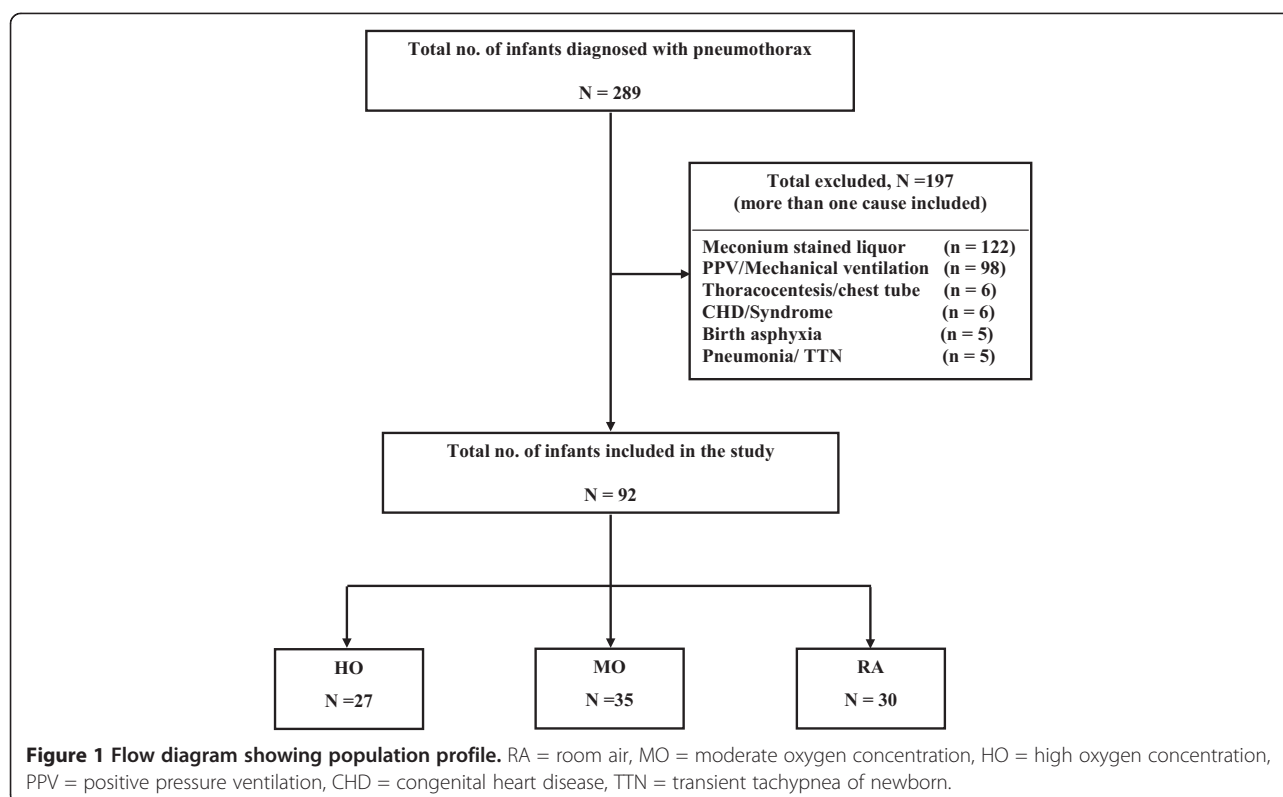 Total no. of infants diagnosed with pneumothorax
N = 289
Total excluded, N =197
(more than one cause included)
Meconium stained liquor (n = 122)
PPV/Mechanical ventilation (n = 98)
Thoracocentesis/chest tube (n = 6)
CHD/Syndrome (n = 6)
Birth asphyxia (n = 5)
Pneumonia/ TTN (n = 5)
Total no. of infants included in the study
N = 92
HO
N =27
MO
N =35
RA
N = 30
Figure 1 Flow diagram showing population profile. RA = room air, MO = moderate oxygen concentration, HO = high oxygen concentration,
PPV = positive pressure ventilation, CHD = congenital heart disease, TTN = transient tachypnea of newborn.